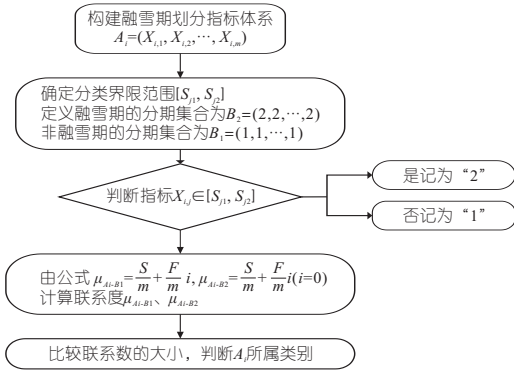 构建融雪期划分指标体系
A_i=(X_{i,1}, X_{i,2},…, X_{i,m})
确定分类界限范围[S_{j1}, S_{j2}]
定义融雪期的分期集合为B_2=(2,2,…,2)
非融雪期的分期集合为B_1=(1,1,…,1)
判断指标X_{i,j}∈[S_{j1}, S_{j2}]
是记为“2”
否记为“1”
由公式 μ_{Ai-B1}=\frac{S}{m}+\frac{F}{m}i, μ_{Ai-B2}=\frac{S}{m}+\frac{F}{m}i(i=0)
计算联系度μ_{Ai-B1}、μ_{Ai-B2}
比较联系数的大小，判断A_i所属类别